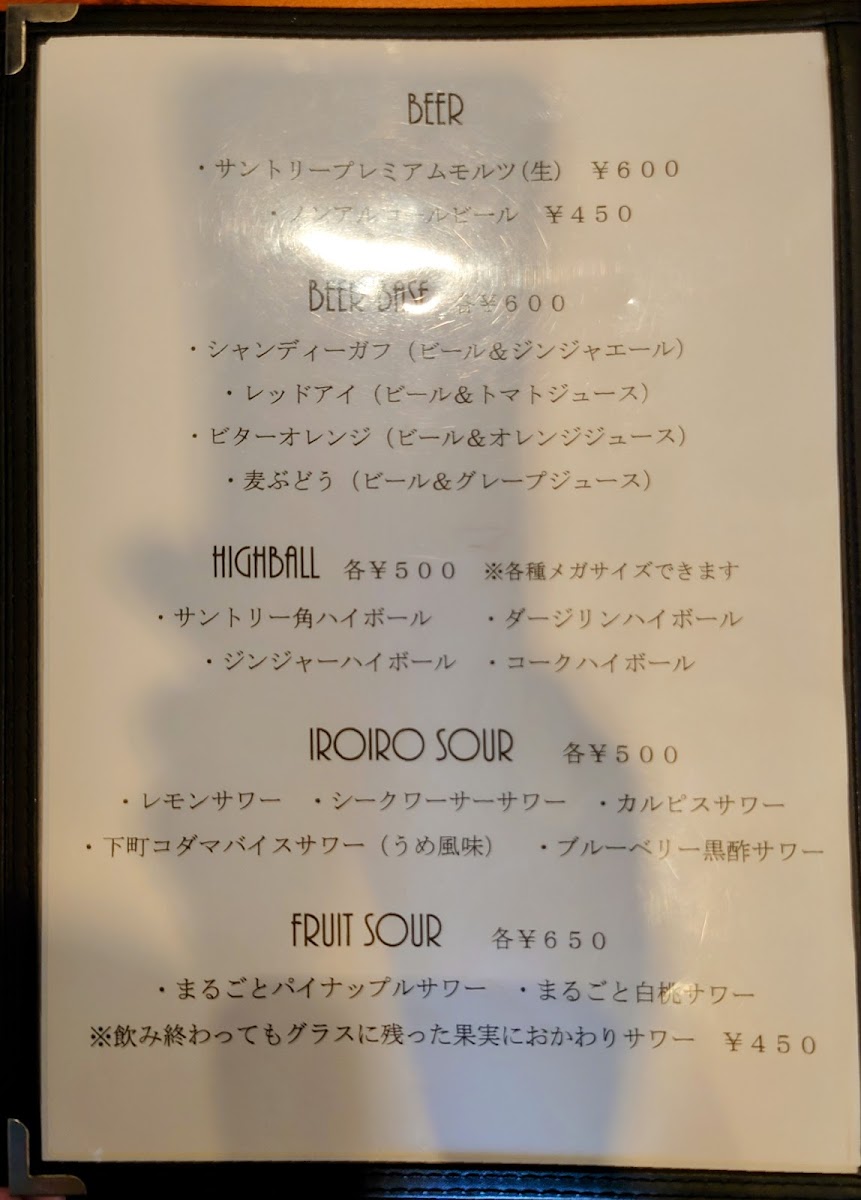 BEER
・サントリープレミアムモルツ(生) ￥600
・ノンアルコールビール ￥450
BEER BASE 各￥600
・シャンディーガフ（ビール＆ジンジャエール）
・レッドアイ（ビール＆トマトジュース）
・ビターオレンジ（ビール＆オレンジジュース）
・麦ぶどう（ビール＆グレープジュース）
HIGHBALL 各￥500 ※各種メガサイズできます
・サントリー角ハイボール ・ダージリンハイボール
・ジンジャーハイボール ・コークハイボール
IROIRO SOUR 各￥500
・レモンサワー ・シークワーサーサワー ・カルピスサワー
・下町コダマバイスサワー（うめ風味） ・ブルーベリー黒酢サワー
FRUIT SOUR 各￥650
・まるごとパイナップルサワー ・まるごと白桃サワー
※飲み終わってもグラスに残った果実におかわりサワー ￥450